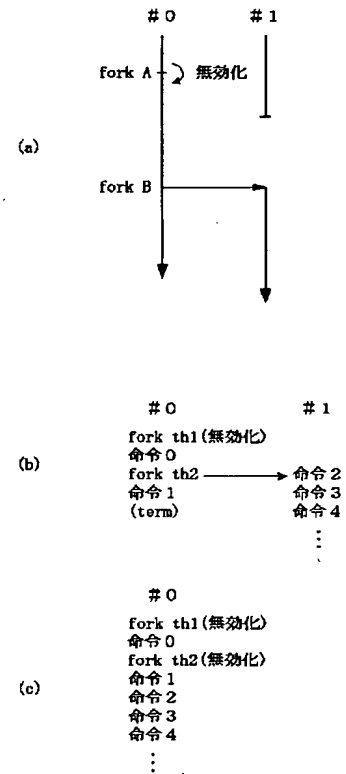 #0 #1
fork A 無効化
(a)
fork B
#0 #1
fork th1(無効化)
命令0
(b)
fork th2 命令2
命令1 命令3
(term) 命令4
⋮
#0
fork th1(無効化)
命令0
fork th2(無効化)
(c)
命令1
命令2
命令3
命令4
⋮